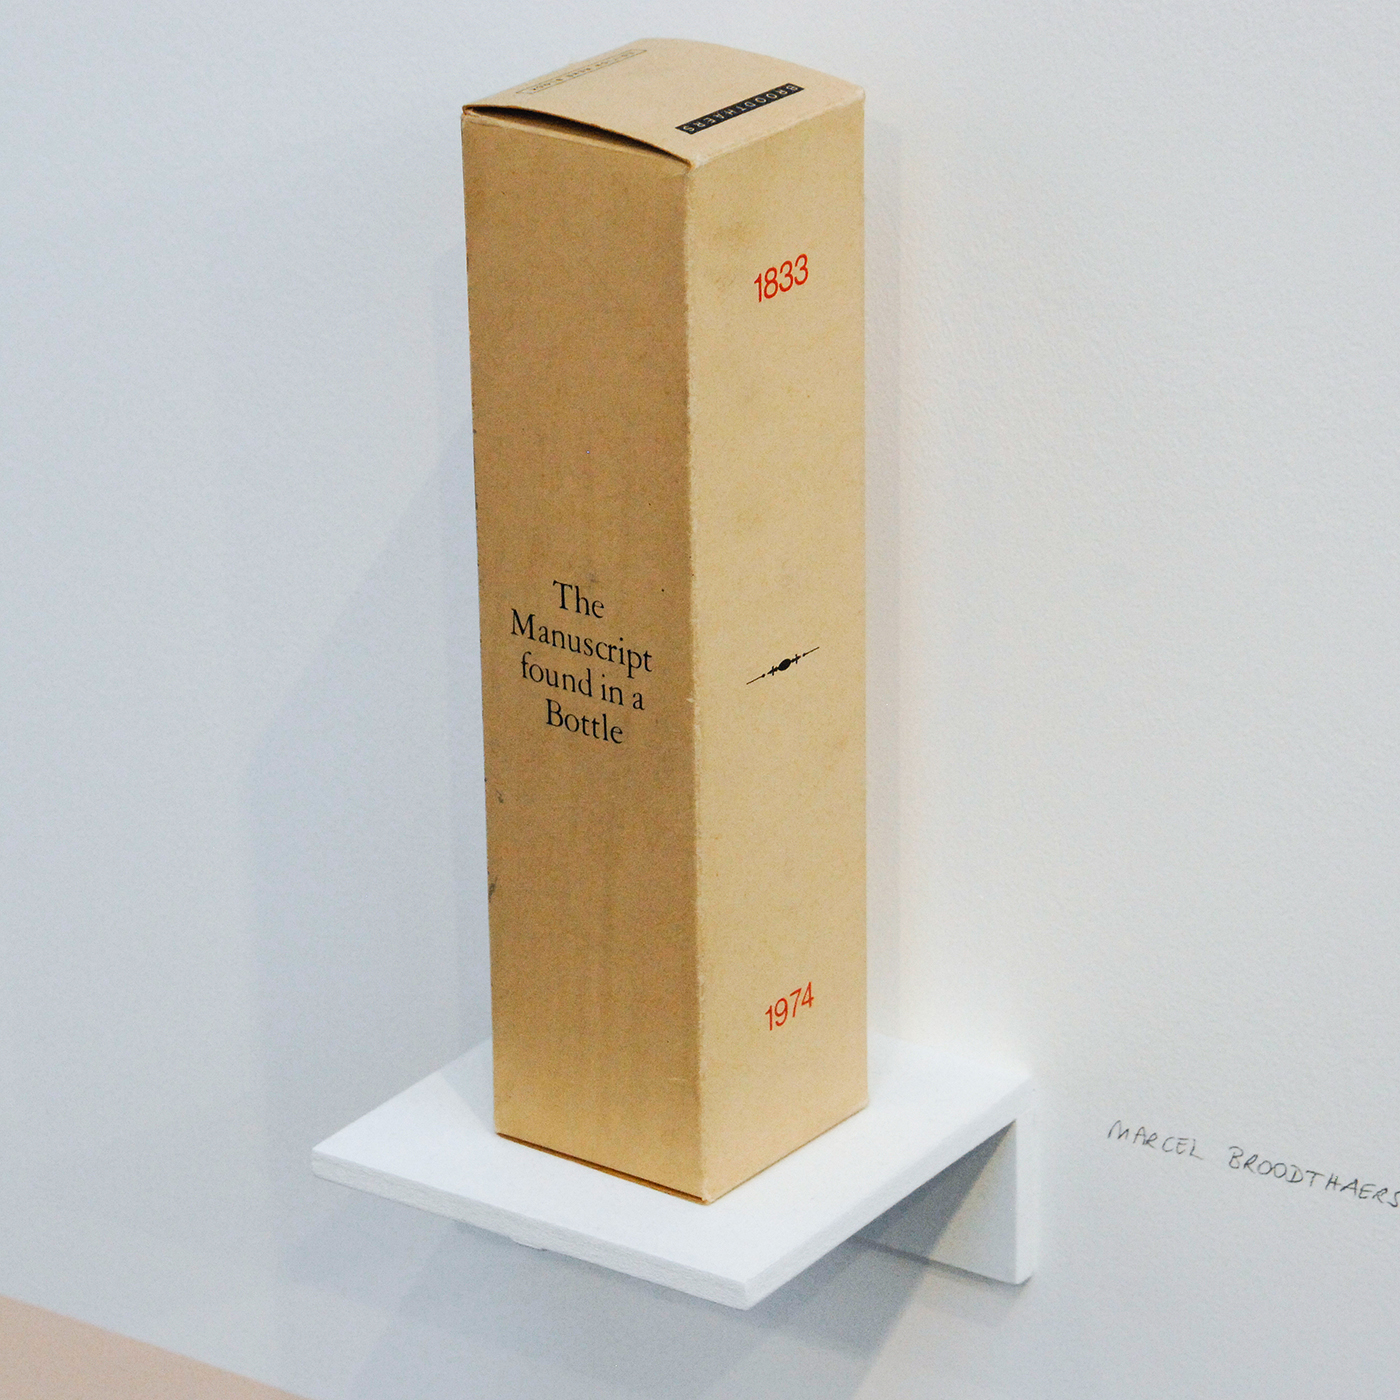 BROODTHAERS
1833
The
Manuscript
found in a
Bottle
1974
MARCEL BROODTHAERS